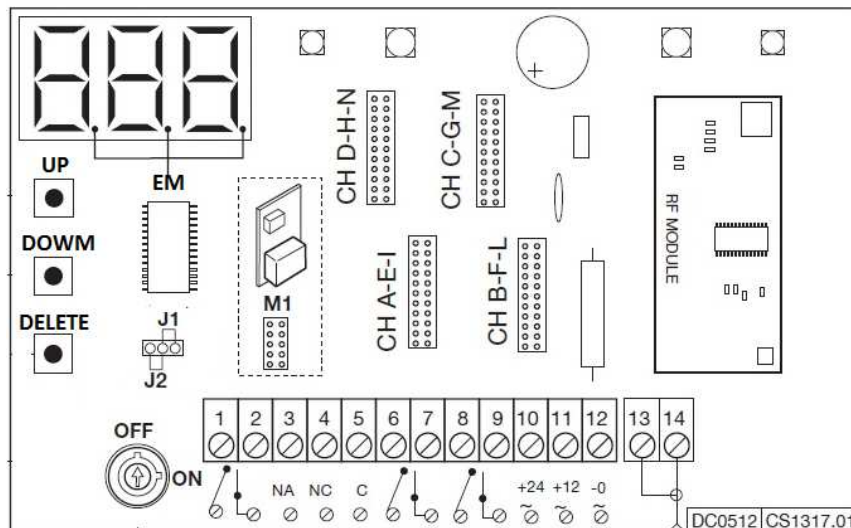 888
UP
EM
DOWM
DELETE
J1
J2
M1
CH D-H-N
CH C-G-M
CH A-E-I
CH B-F-L
RF MODULE
OFF
ON
1 2 3 4 5 6 7 8 9 10 11 12 13 14
NA NC C +24 +12 -0
~ ~ ~
+
DC0512 CS1317.01